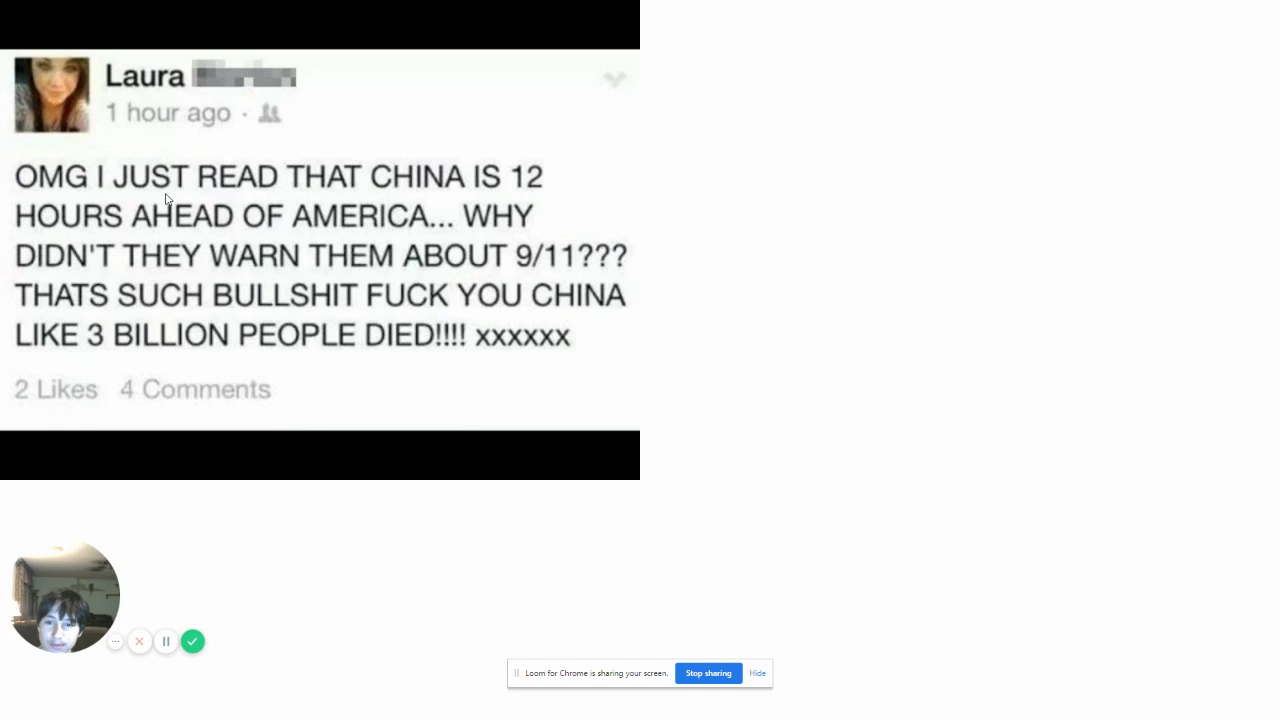 Laura
1 hour ago ·
OMG I JUST READ THAT CHINA IS 12
HOURS AHEAD OF AMERICA... WHY
DIDN'T THEY WARN THEM ABOUT 9/11???
THATS SUCH BULLSHIT FUCK YOU CHINA
LIKE 3 BILLION PEOPLE DIED!!!! xxxxxx
2 Likes 4 Comments
Loom for Chrome is sharing your screen. Stop sharing Hide